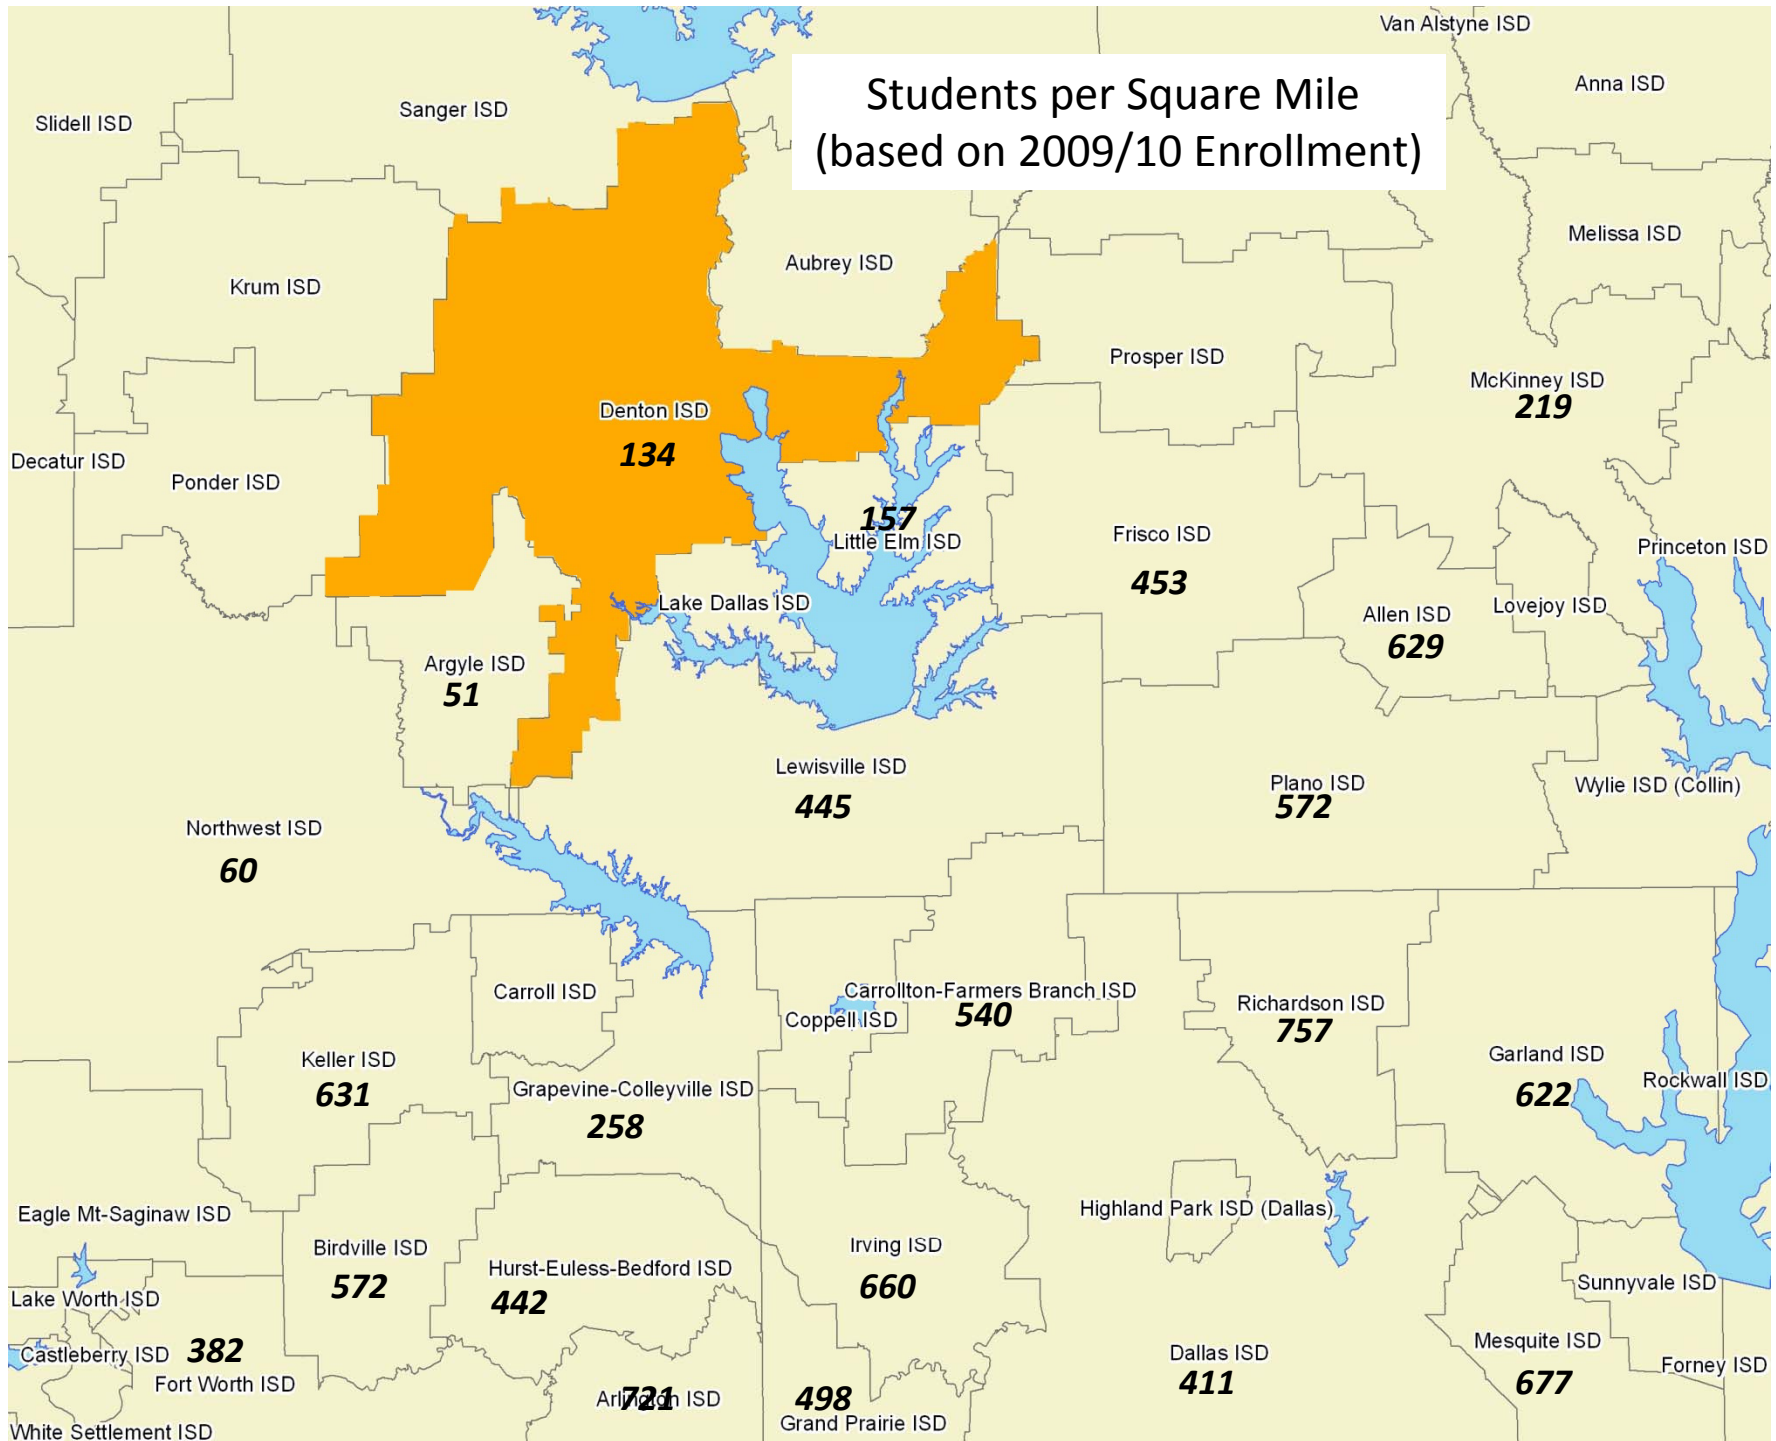 Van Alstyne ISD
Students per Square Mile
(based on 2009/10 Enrollment)
Anna ISD
Sanger ISD
Slidell ISD
Melissa ISD
Aubrey ISD
Krum ISD
Prosper ISD
McKinney ISD
219
Denton ISD
134
Decatur ISD
Ponder ISD
157
Little Elm ISD
Frisco ISD
453
Princeton ISD
Lake Dallas ISD
Allen ISD
629
Lovejoy ISD
Argyle ISD
51
Lewisville ISD
445
Plano ISD
572
Wylie ISD (Collin)
Northwest ISD
60
Carroll ISD
Carrollton-Farmers Branch ISD
540
Coppell ISD
Richardson ISD
757
Keller ISD
631
Garland ISD
622
Rockwall ISD
Grapevine-Colleyville ISD
258
Eagle Mt-Saginaw ISD
Highland Park ISD (Dallas)
Birdville ISD
572
Irving ISD
660
Hurst-Euless-Bedford ISD
442
Sunnyvale ISD
Lake Worth ISD
Castleberry ISD
382
Fort Worth ISD
Mesquite ISD
677
Dallas ISD
411
Forney ISD
Arlington ISD
721
498
Grand Prairie ISD
White Settlement ISD